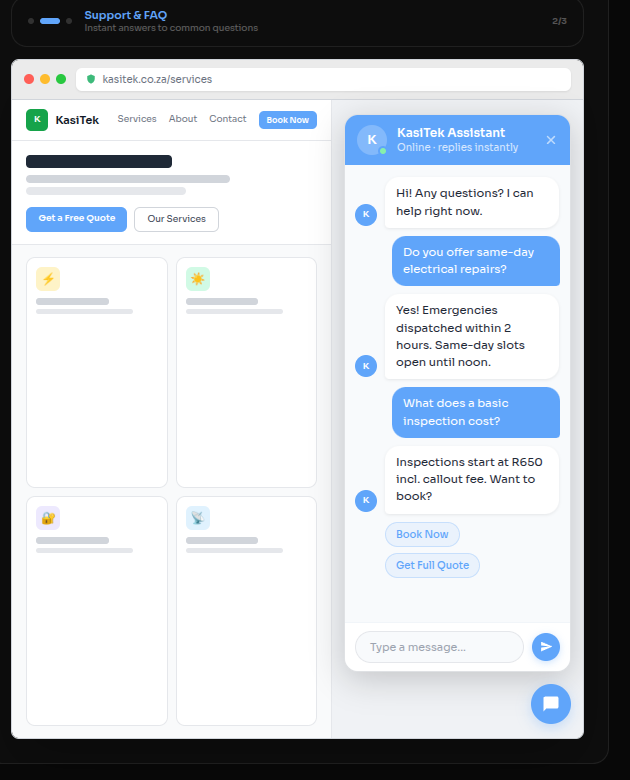 Support & FAQ
Instant answers to common questions
2/3
kasitek.co.za/services
K
KasiTek
Services
About
Contact
Book Now
Get a Free Quote
Our Services
K
KasiTek Assistant
Online · replies instantly
×
Hi! Any questions? I can
help right now.
K
Do you offer same-day
electrical repairs?
Yes! Emergencies
dispatched within 2
hours. Same-day slots
open until noon.
K
What does a basic
inspection cost?
Inspections start at R650
incl. callout fee. Want to
book?
K
Book Now
Get Full Quote
Type a message...